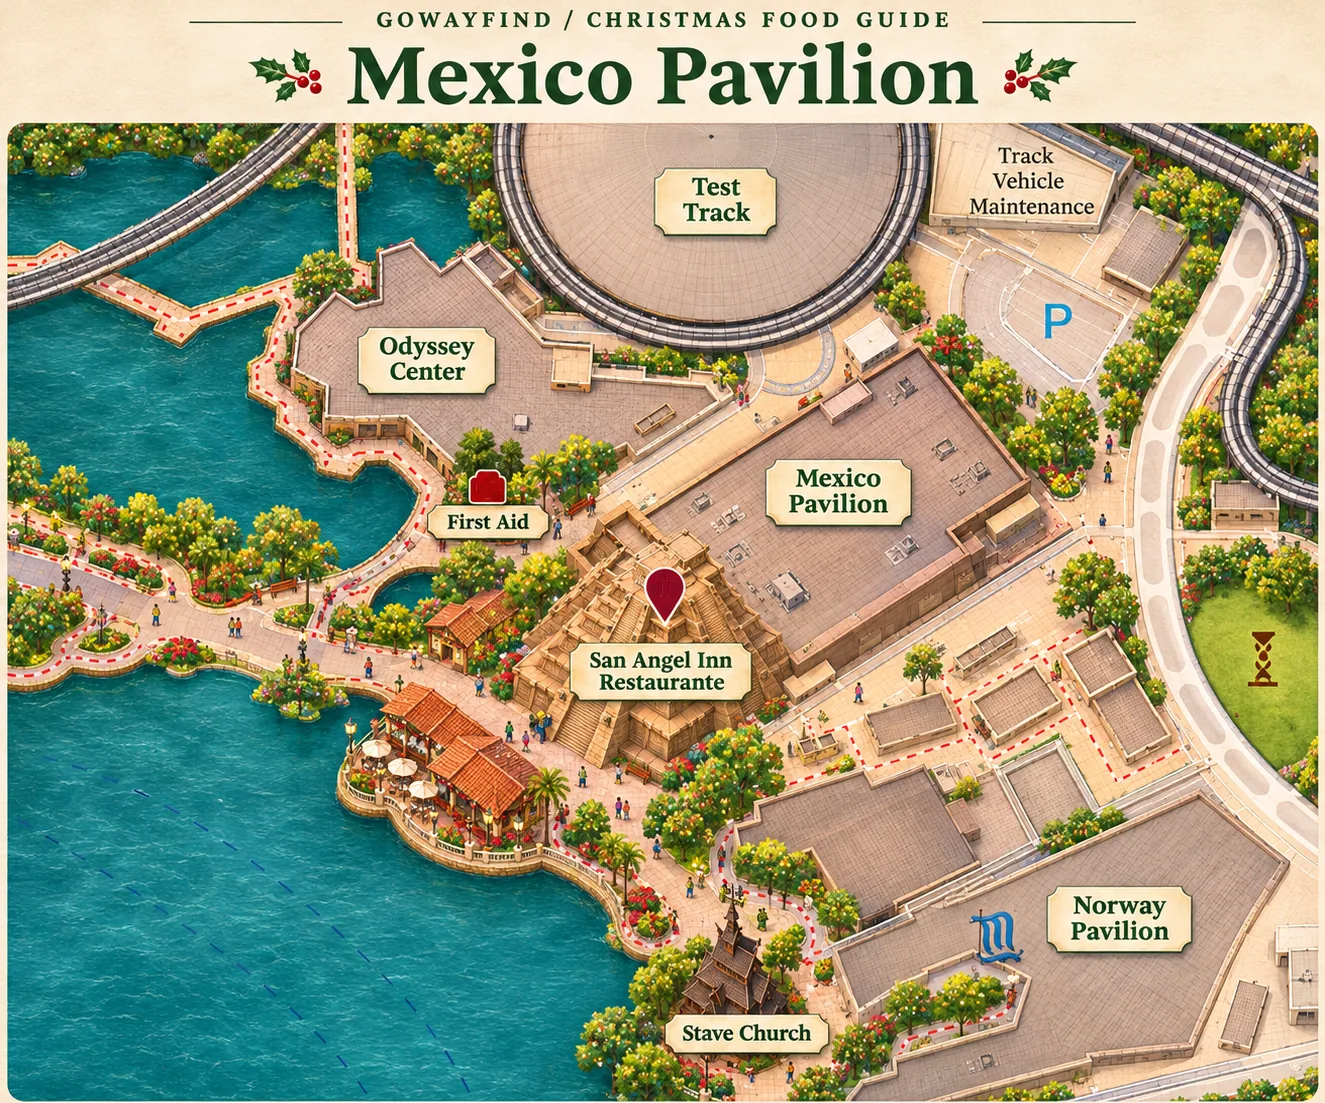 GOWAYFIND / CHRISTMAS FOOD GUIDE
Mexico Pavilion
Track
Vehicle
Maintenance
Test
Track
P
Odyssey
Center
Mexico
Pavilion
First Aid
San Angel Inn
Restaurante
Norway
Pavilion
Stave Church